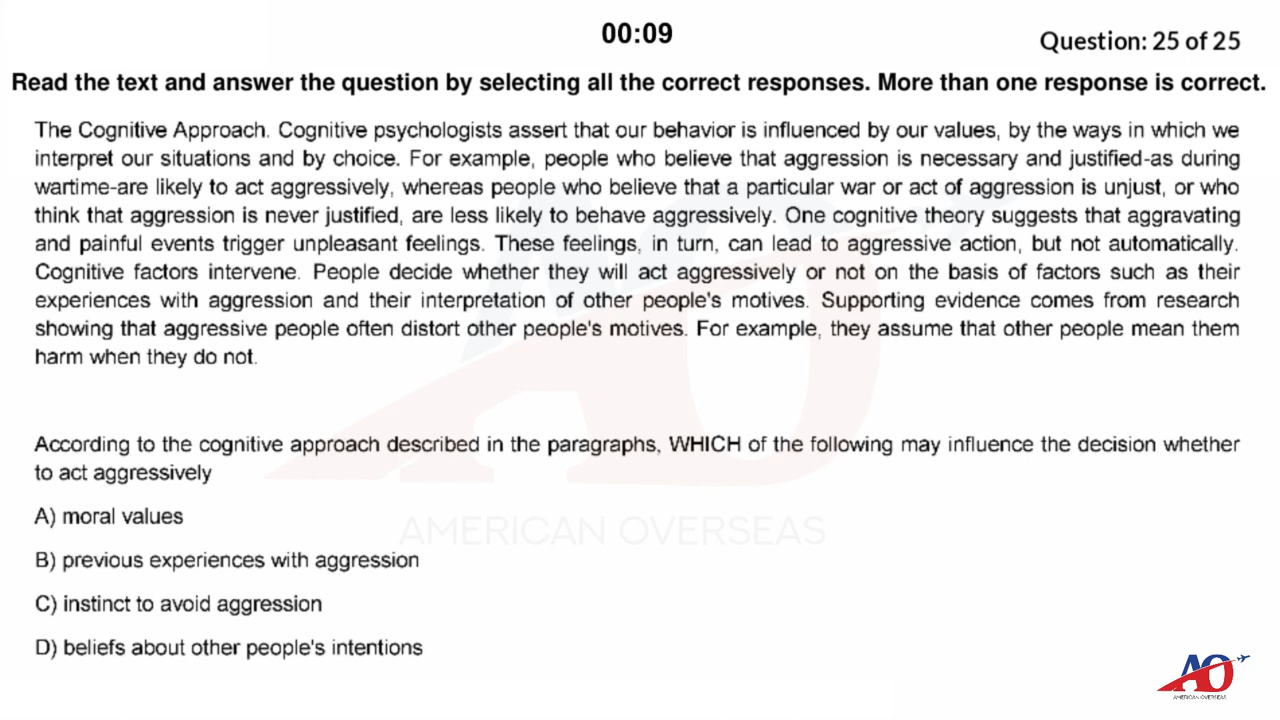 00:09
Question: 25 of 25
Read the text and answer the question by selecting all the correct responses. More than one response is correct.
The Cognitive Approach. Cognitive psychologists assert that our behavior is influenced by our values, by the ways in which we
interpret our situations and by choice. For example, people who believe that aggression is necessary and justified-as during
wartime-are likely to act aggressively, whereas people who believe that a particular war or act of aggression is unjust, or who
think that aggression is never justified, are less likely to behave aggressively. One cognitive theory suggests that aggravating
and painful events trigger unpleasant feelings. These feelings, in turn, can lead to aggressive action, but not automatically.
Cognitive factors intervene. People decide whether they will act aggressively or not on the basis of factors such as their
experiences with aggression and their interpretation of other people's motives. Supporting evidence comes from research
showing that aggressive people often distort other people's motives. For example, they assume that other people mean them
harm when they do not.
According to the cognitive approach described in the paragraphs, WHICH of the following may influence the decision whether
to act aggressively
A) moral values
AMERICAN OVERSEAS
B) previous experiences with aggression
C) instinct to avoid aggression
D) beliefs about other people's intentions
AO
AMERICAN OVERSEAS